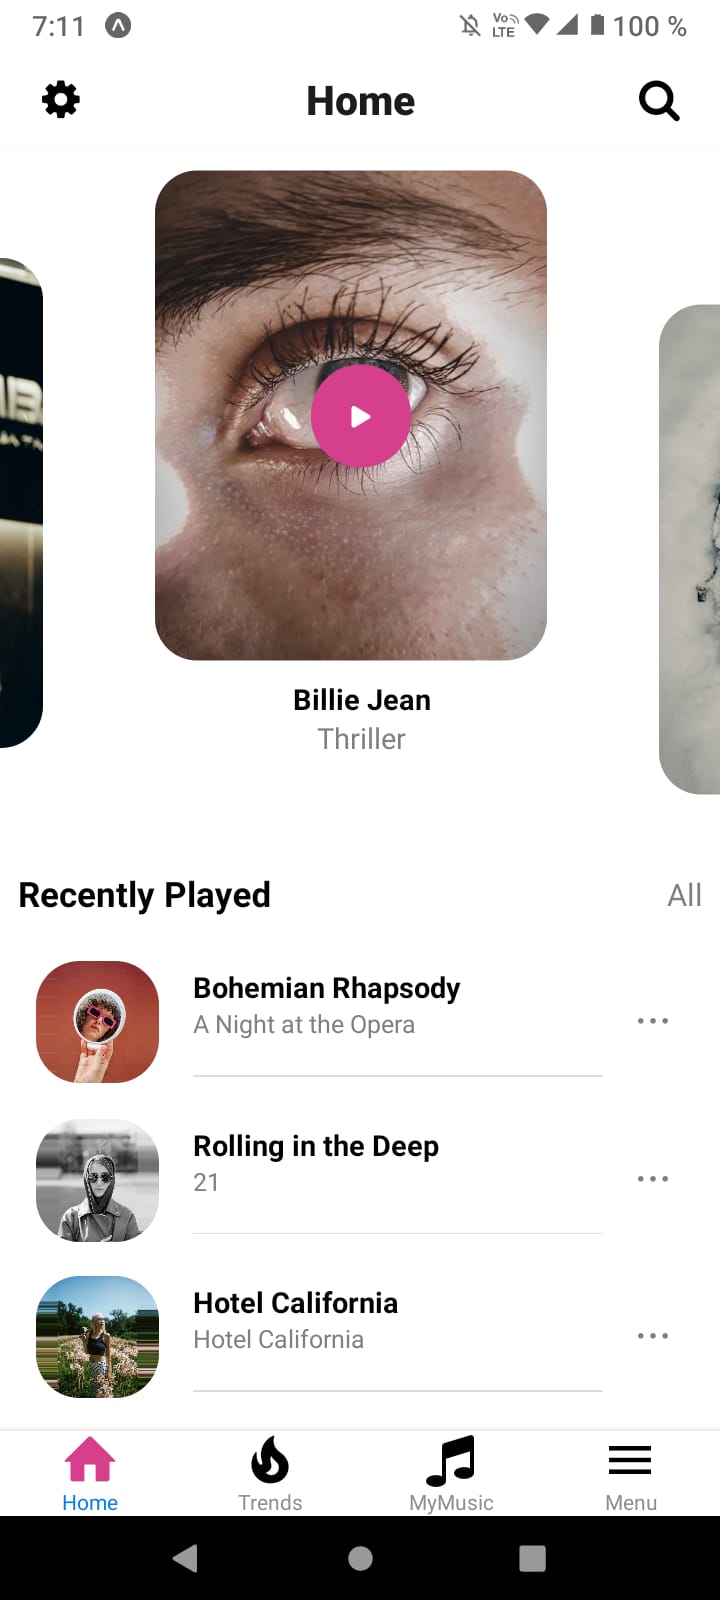 7:11 Vo LTE 100 %
Home
Billie Jean
Thriller
Recently Played All
Bohemian Rhapsody
A Night at the Opera
Rolling in the Deep
21
Hotel California
Hotel California
Home Trends MyMusic Menu